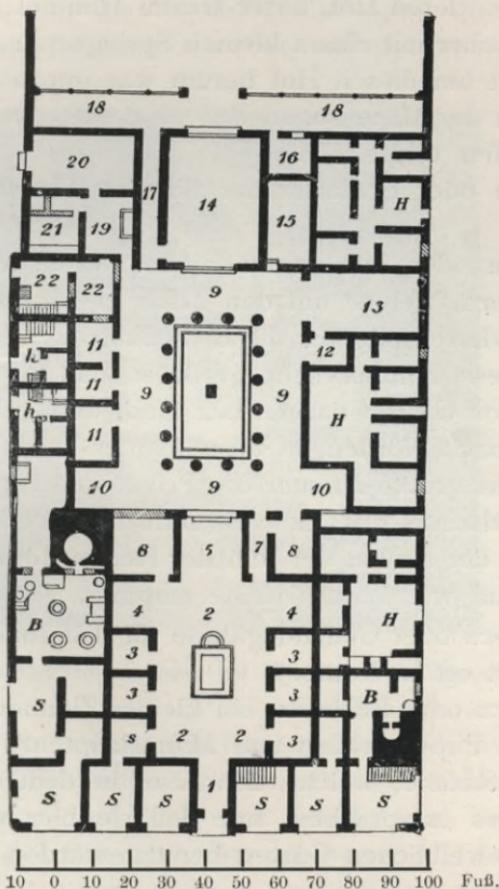 18 18
20 16
17 14 H
21 19 15
22 22 9 13
11 12
h 11 9 9 H
h 11
10 9 10
6 5 7 8
B 4 2 4 H
3 3
3 3 B
S 3 2 2 3
S S S 1 S S S
10 0 10 20 30 40 50 60 70 80 90 100 Fuß.